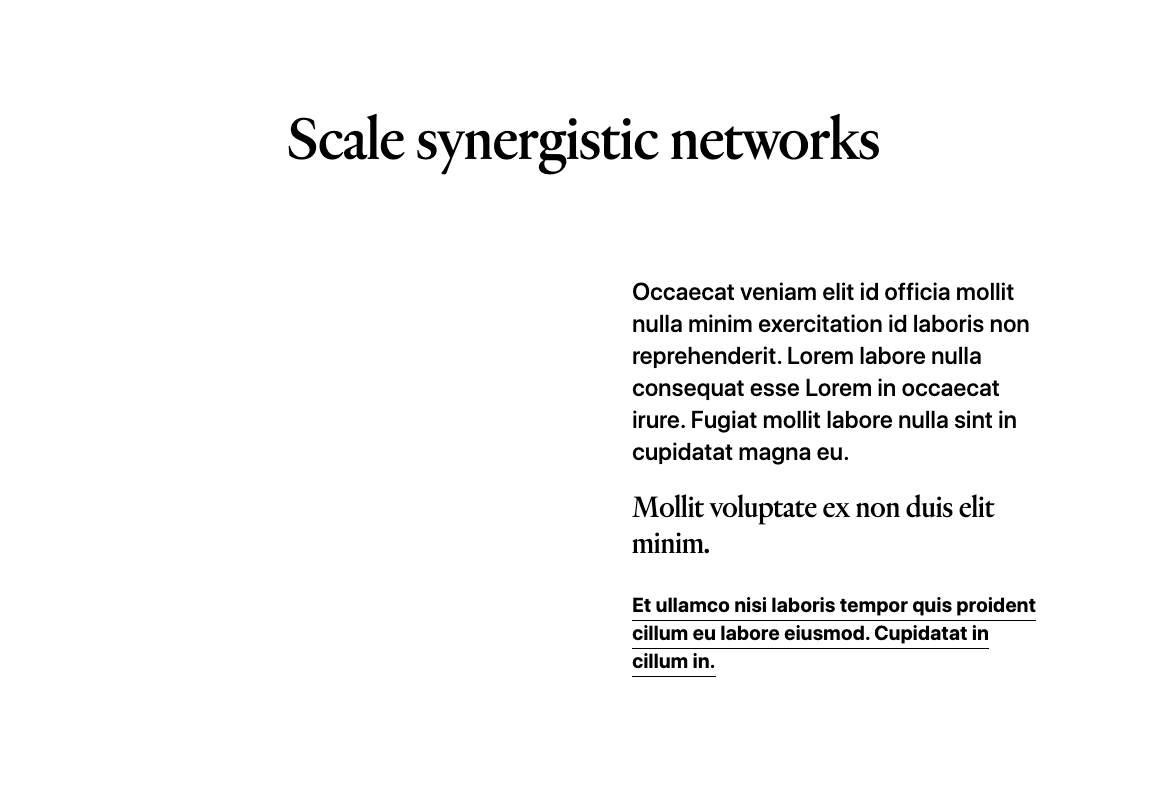 Scale synergistic networks
Occaecat veniam elit id officia mollit
nulla minim exercitation id laboris non
reprehenderit. Lorem labore nulla
consequat esse Lorem in occaecat
irure. Fugiat mollit labore nulla sint in
cupidatat magna eu.
Mollit voluptate ex non duis elit
minim.
Et ullamco nisi laboris tempor quis proident
cillum eu labore eiusmod. Cupidatat in
cillum in.